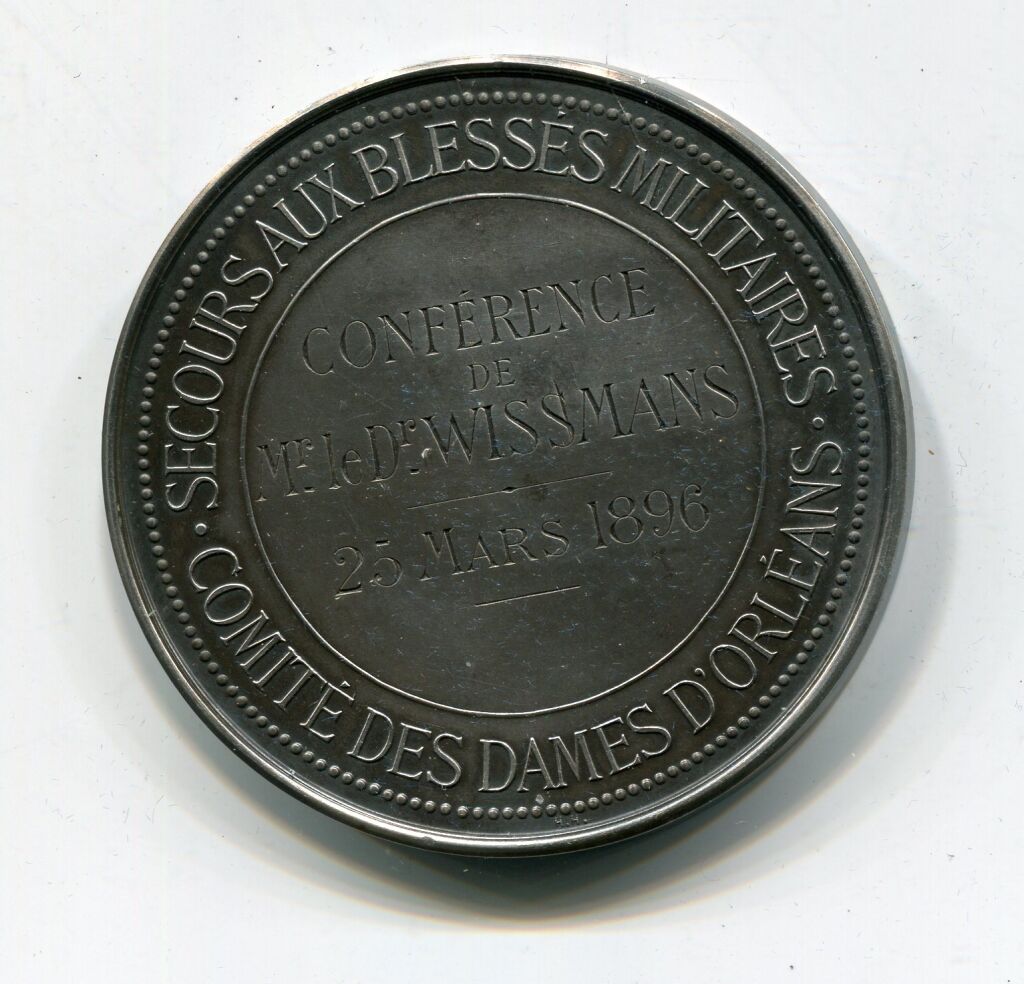 · SECOURS AUX BLESSÉS MILITAIRES ·
CONFÉRENCE
DE
Mr. le Dr. WISSMANS
25 MARS 1896
COMITÉ DES DAMES D'ORLÉANS